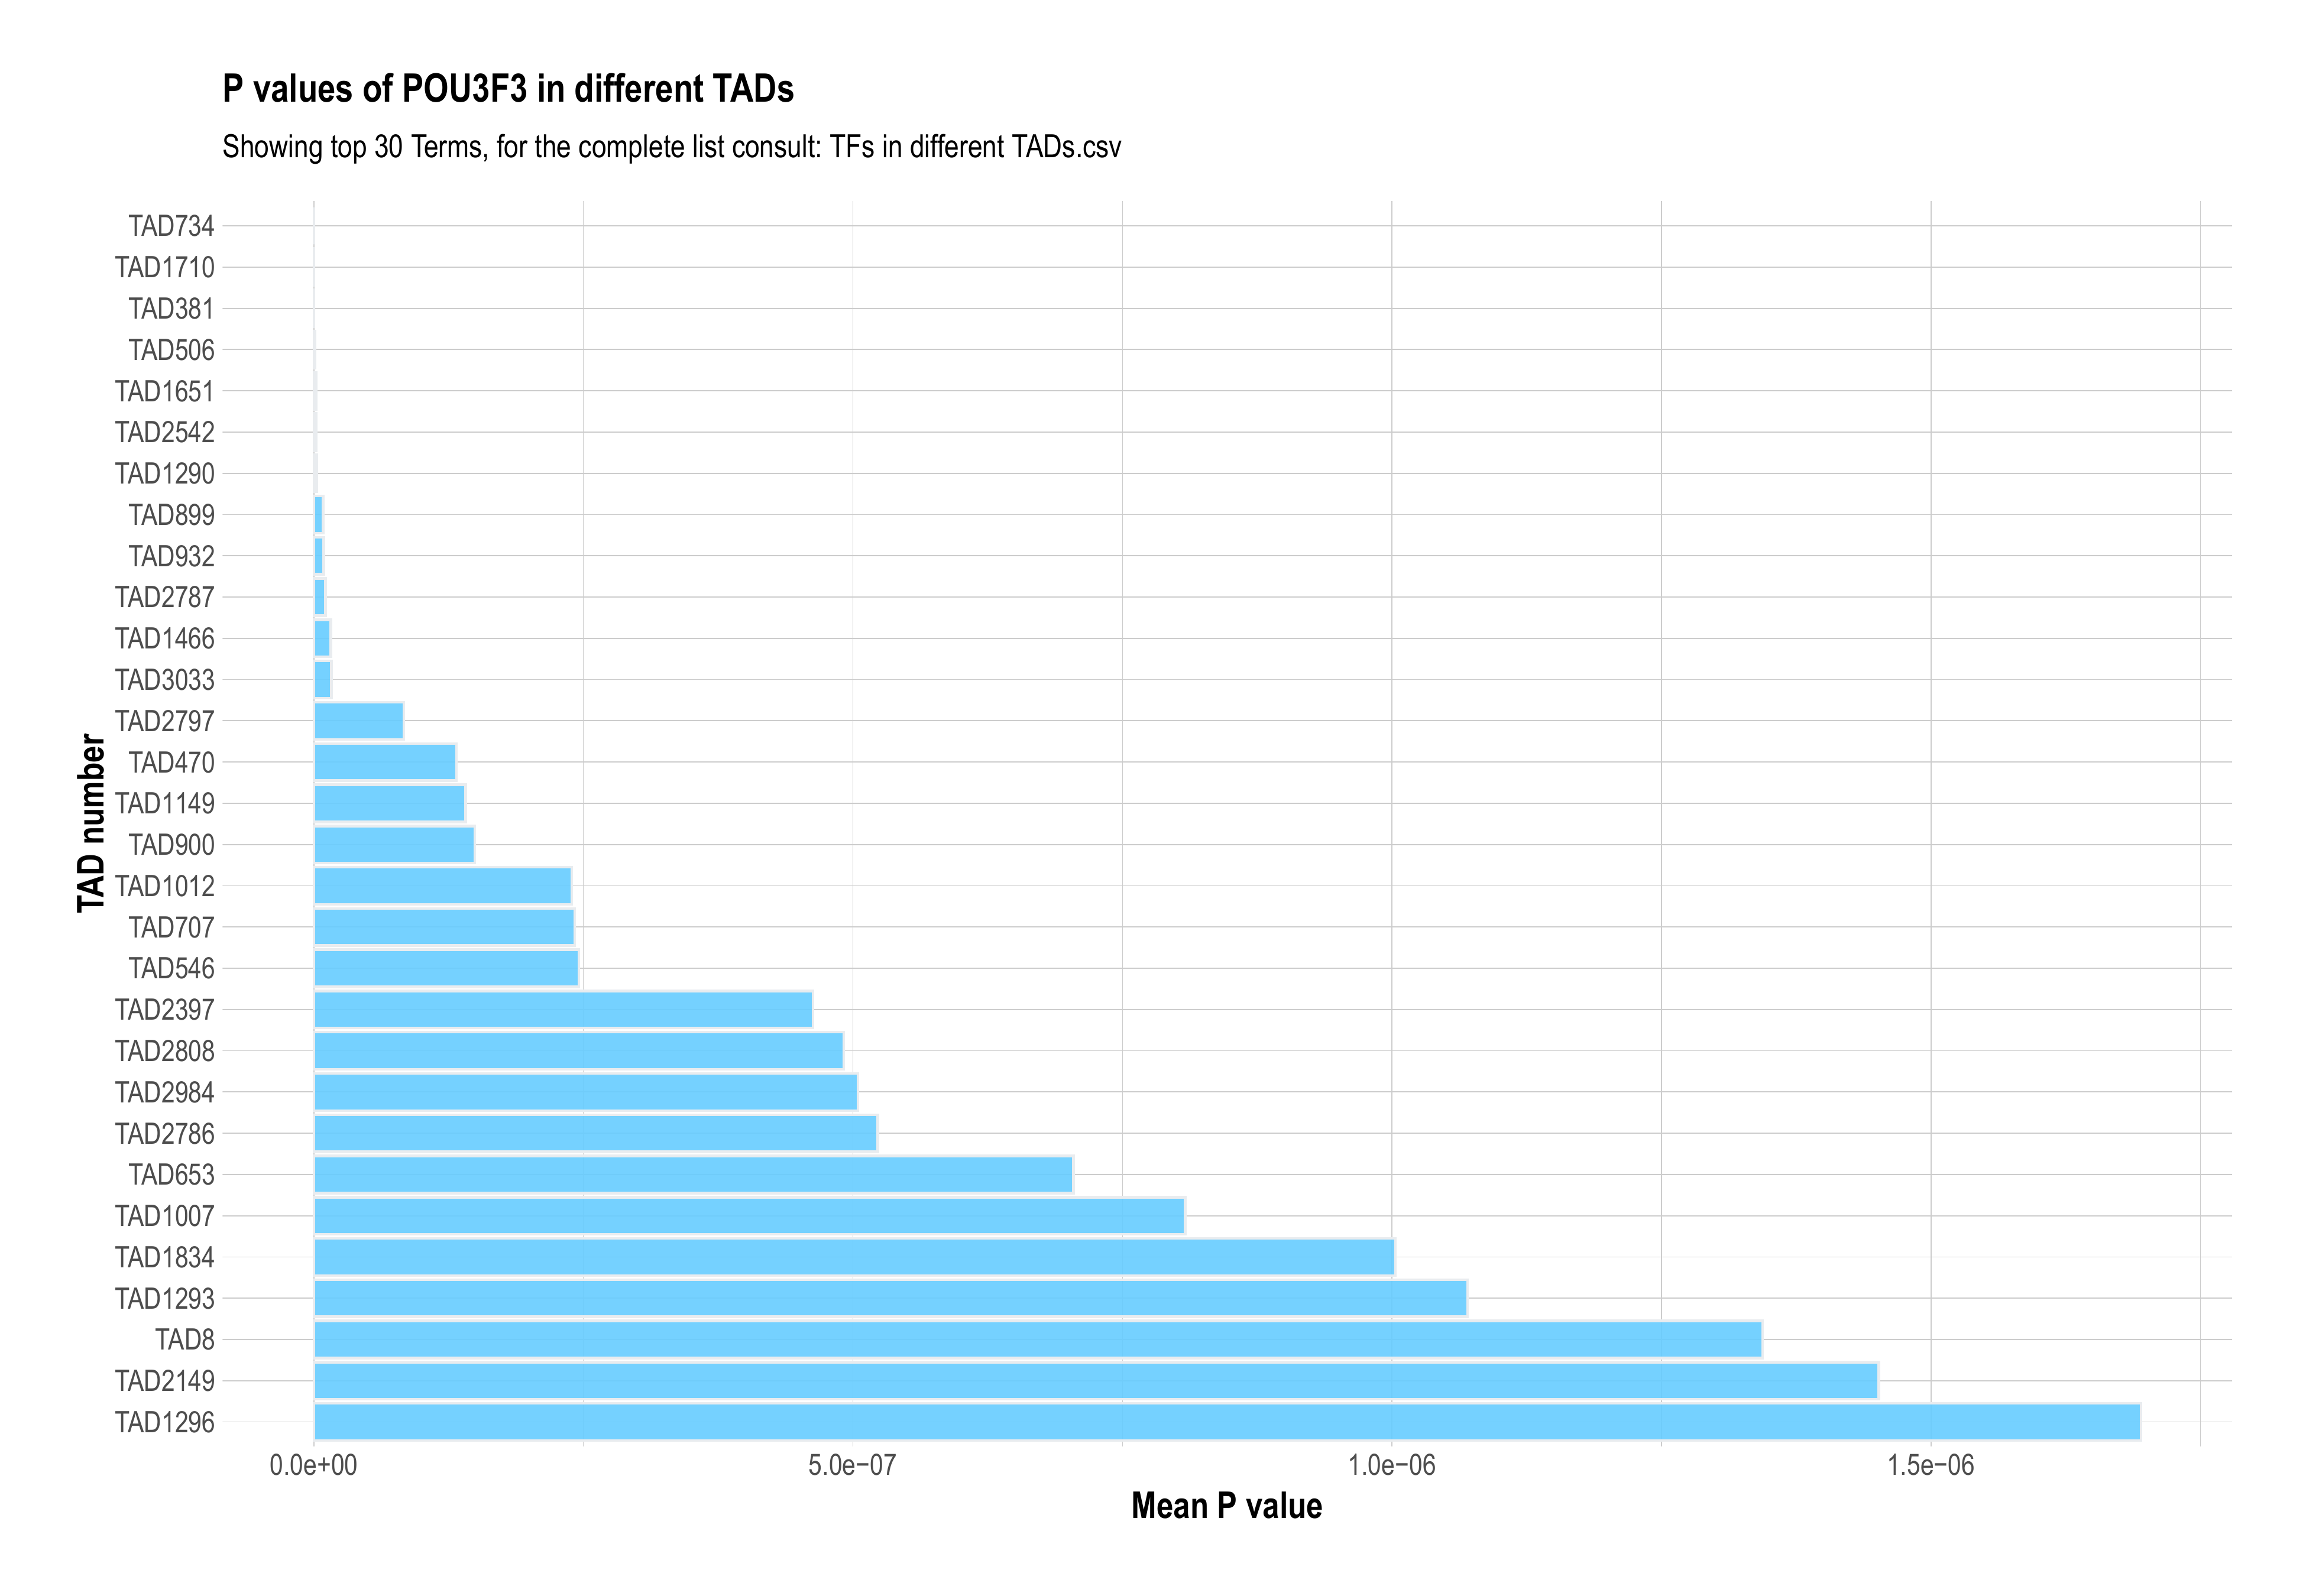 P values of POU3F3 in different TADs
Showing top 30 Terms, for the complete list consult: TFs in different TADs.csv
TAD number
TAD734
TAD1710
TAD381
TAD506
TAD1651
TAD2542
TAD1290
TAD899
TAD932
TAD2787
TAD1466
TAD3033
TAD2797
TAD470
TAD1149
TAD900
TAD1012
TAD707
TAD546
TAD2397
TAD2808
TAD2984
TAD2786
TAD653
TAD1007
TAD1834
TAD1293
TAD8
TAD2149
TAD1296
0.0e+00 5.0e−07 1.0e−06 1.5e−06
Mean P value